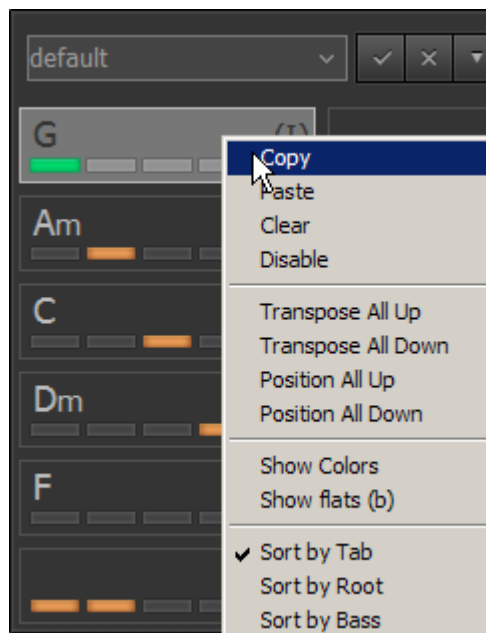 default
G (I)
Copy
Paste
Clear
Disable
Am
C
Dm
F
Transpose All Up
Transpose All Down
Position All Up
Position All Down
Show Colors
Show flats (b)
Sort by Tab
Sort by Root
Sort by Bass